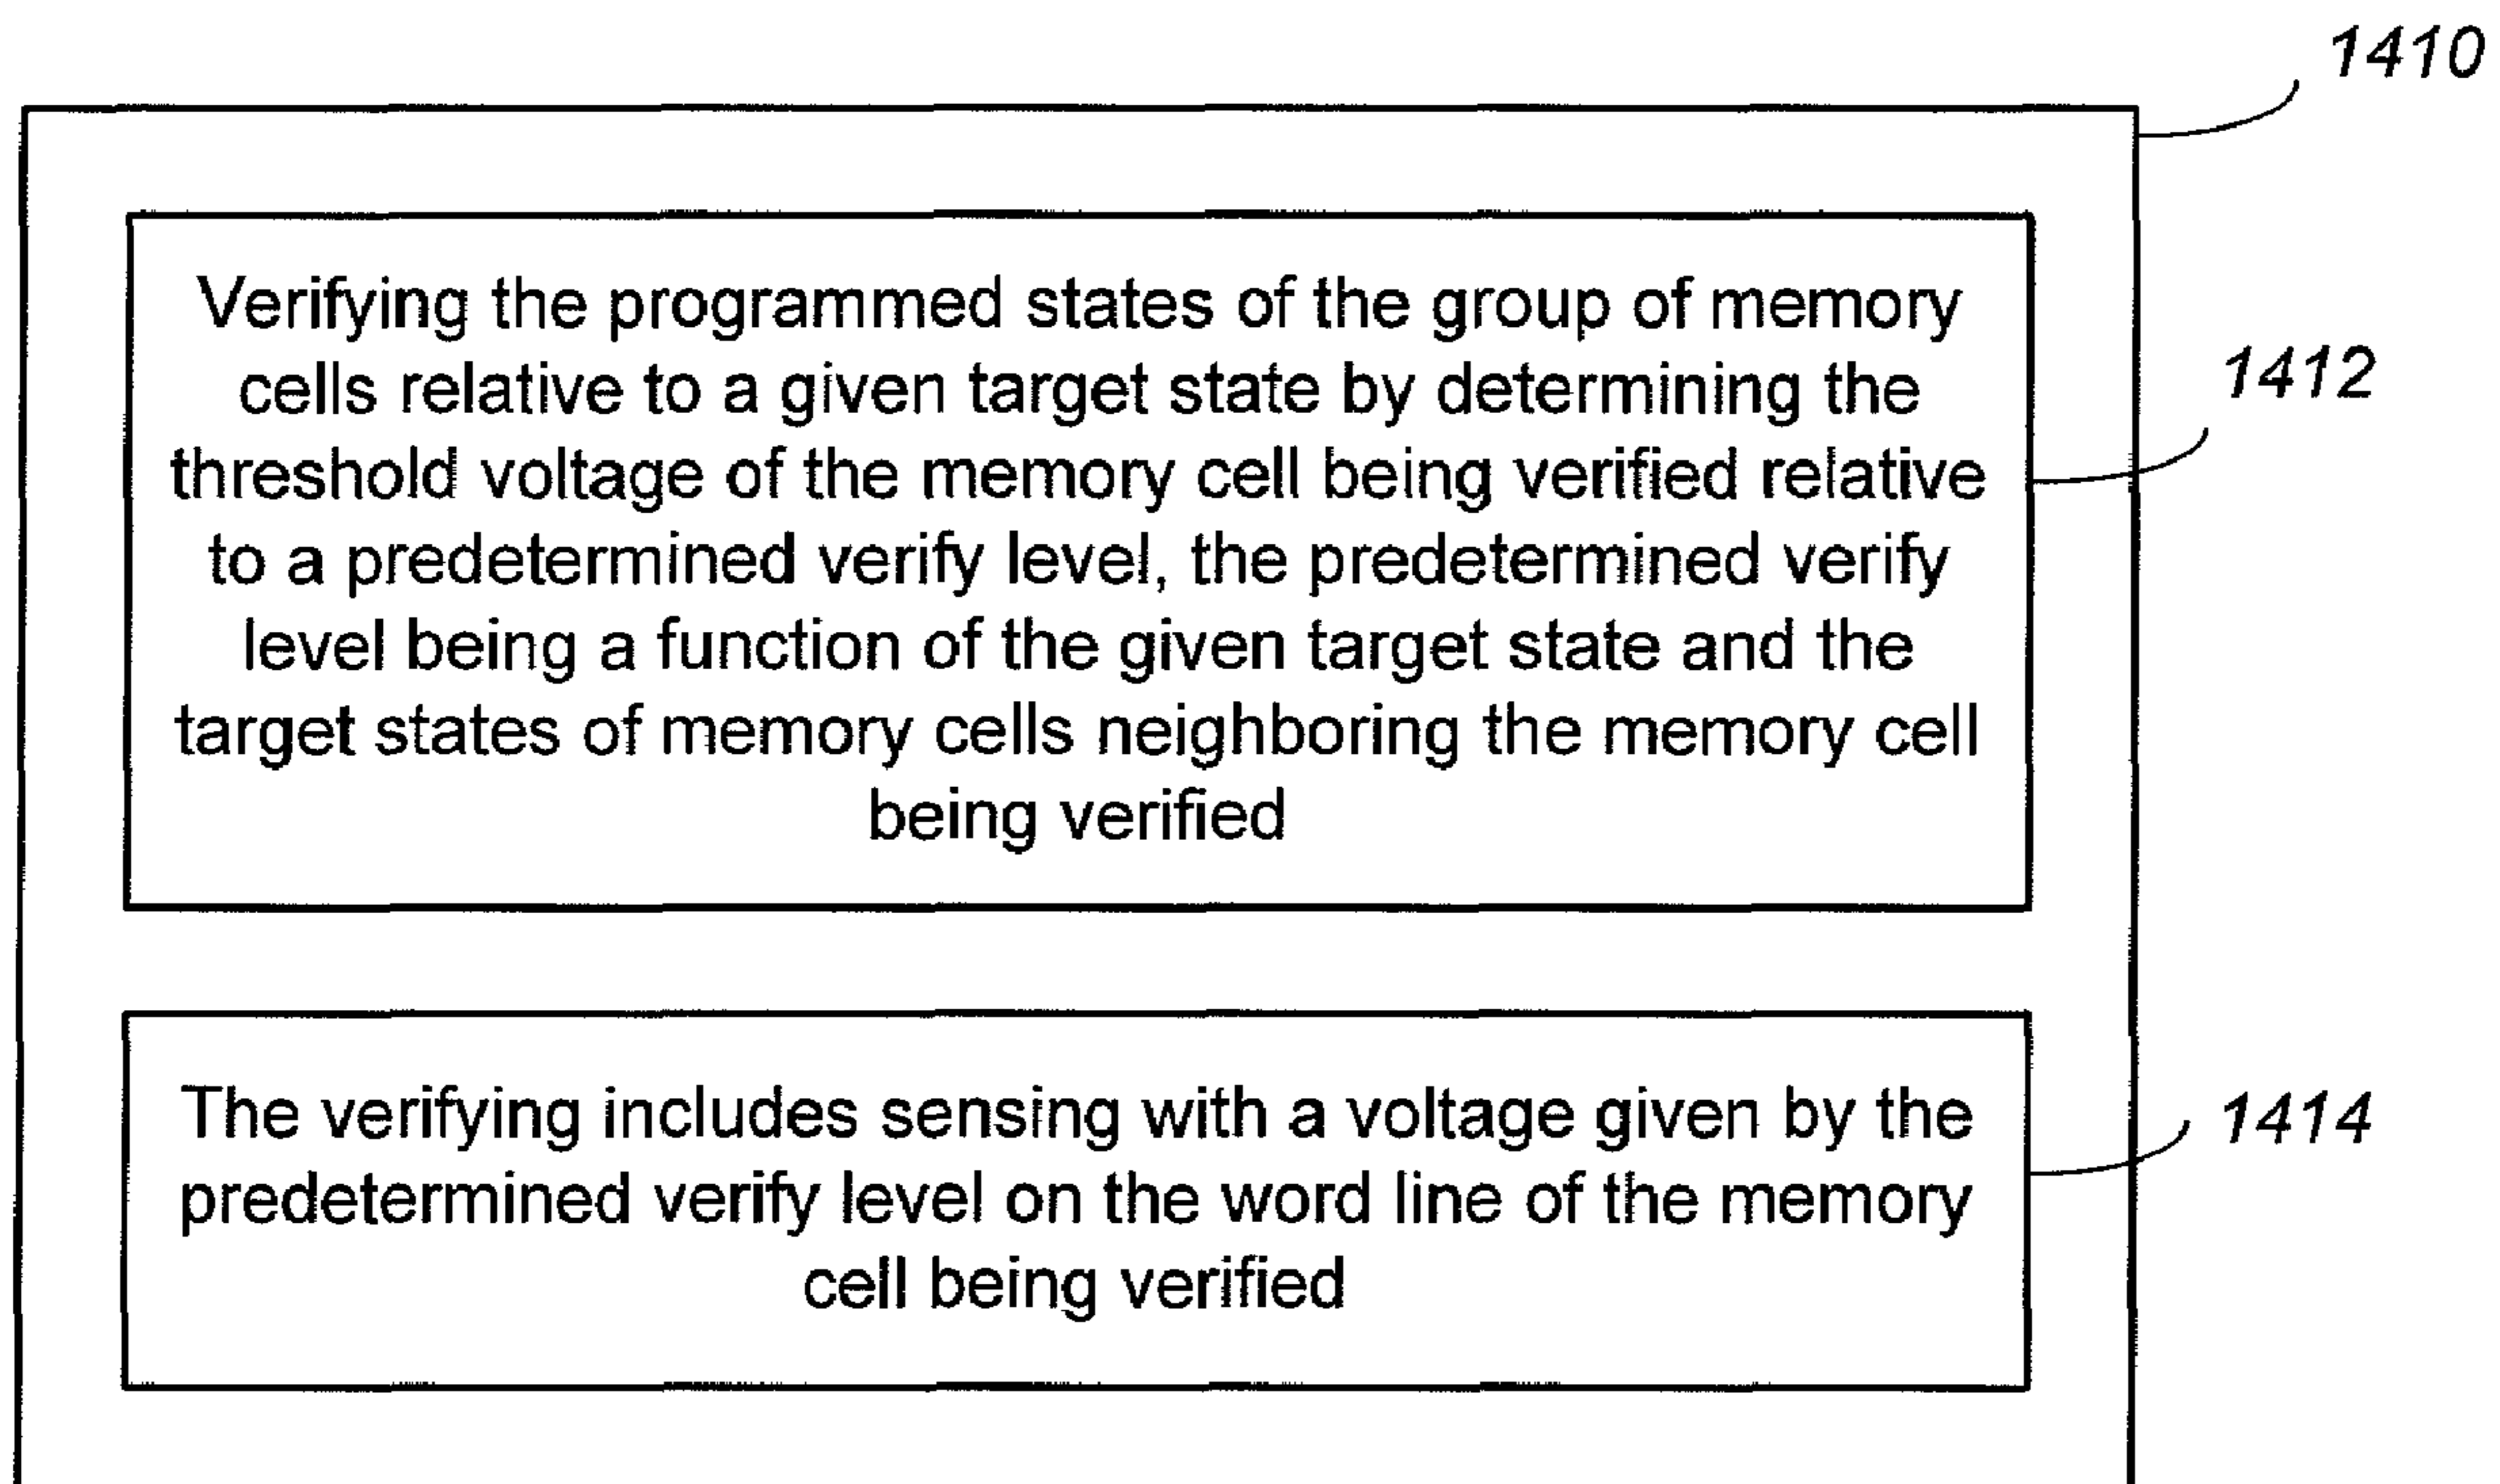 1410
Verifying the programmed states of the group of memory
cells relative to a given target state by determining the
threshold voltage of the memory cell being verified relative
to a predetermined verify level, the predetermined verify
level being a function of the given target state and the
target states of memory cells neighboring the memory cell
being verified
1412
The verifying includes sensing with a voltage given by the
predetermined verify level on the word line of the memory
cell being verified
1414